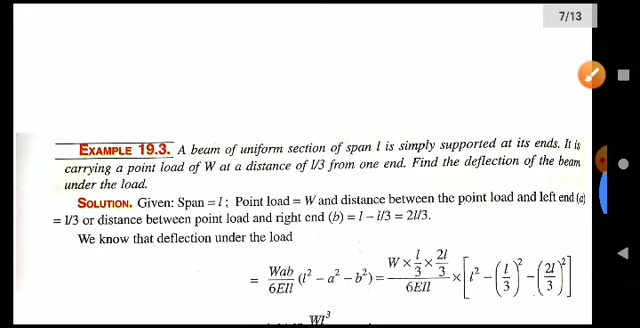 7/13
EXAMPLE 19.3. A beam of uniform section of span l is simply supported at its ends. It is
carrying a point load of W at a distance of l/3 from one end. Find the deflection of the beam
under the load.
SOLUTION. Given: Span = l ; Point load = W and distance between the point load and left end (a)
= l/3 or distance between point load and right end (b) = l – l/3 = 2l/3.
We know that deflection under the load
= Wab/6EIl (l² – a² – b²) = W × l/3 × 2l/3 / 6EIl × [l² – (l/3)² – (2l/3)²]
Wl³